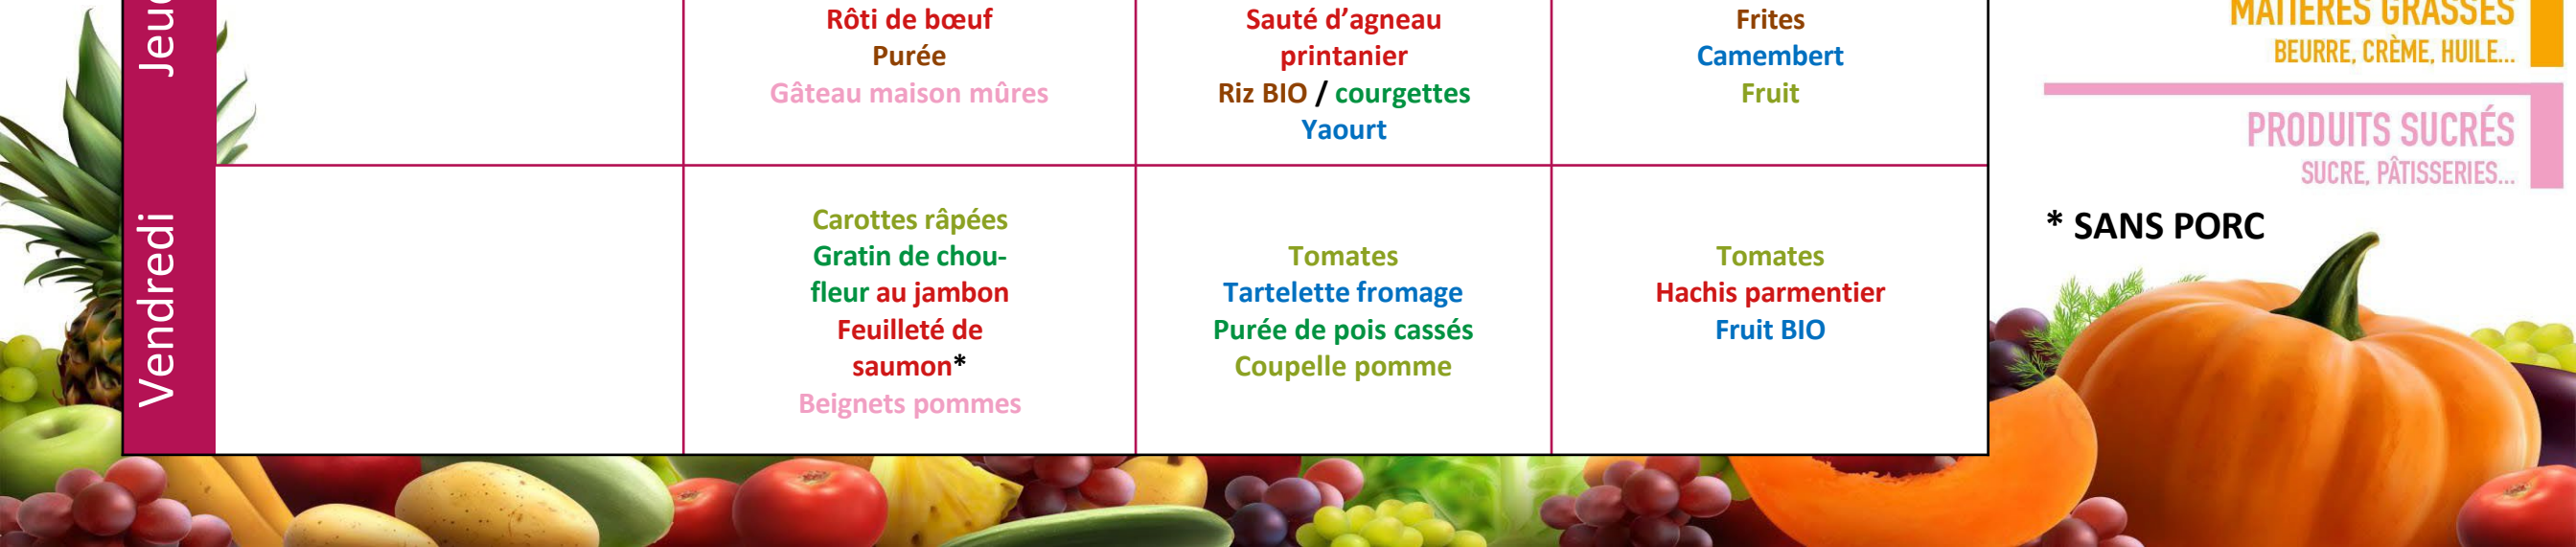 Jeu
Rôti de bœuf
Purée
Gâteau maison mûres
Sauté d'agneau
printanier
Riz BIO / courgettes
Yaourt
Frites
Camembert
Fruit
Vendredi
Carottes râpées
Gratin de chou-
fleur au jambon
Feuilleté de
saumon*
Beignets pommes
Tomates
Tartelette fromage
Purée de pois cassés
Coupelle pomme
Tomates
Hachis parmentier
Fruit BIO
MATIÈRES GRASSES
BEURRE, CRÈME, HUILE...
PRODUITS SUCRÉS
SUCRE, PÂTISSERIES...
* SANS PORC